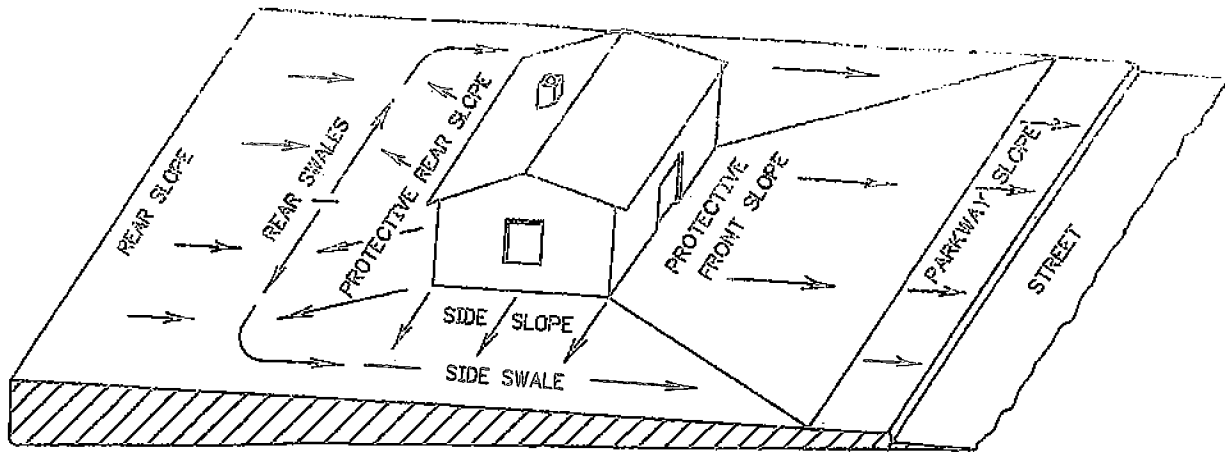 REAR SLOPE
REAR SWALES
PROTECTIVE REAR SLOPE
SIDE SLOPE
SIDE SWALE
PROTECTIVE
FRONT SLOPE
PARKWAY SLOPE
STREET